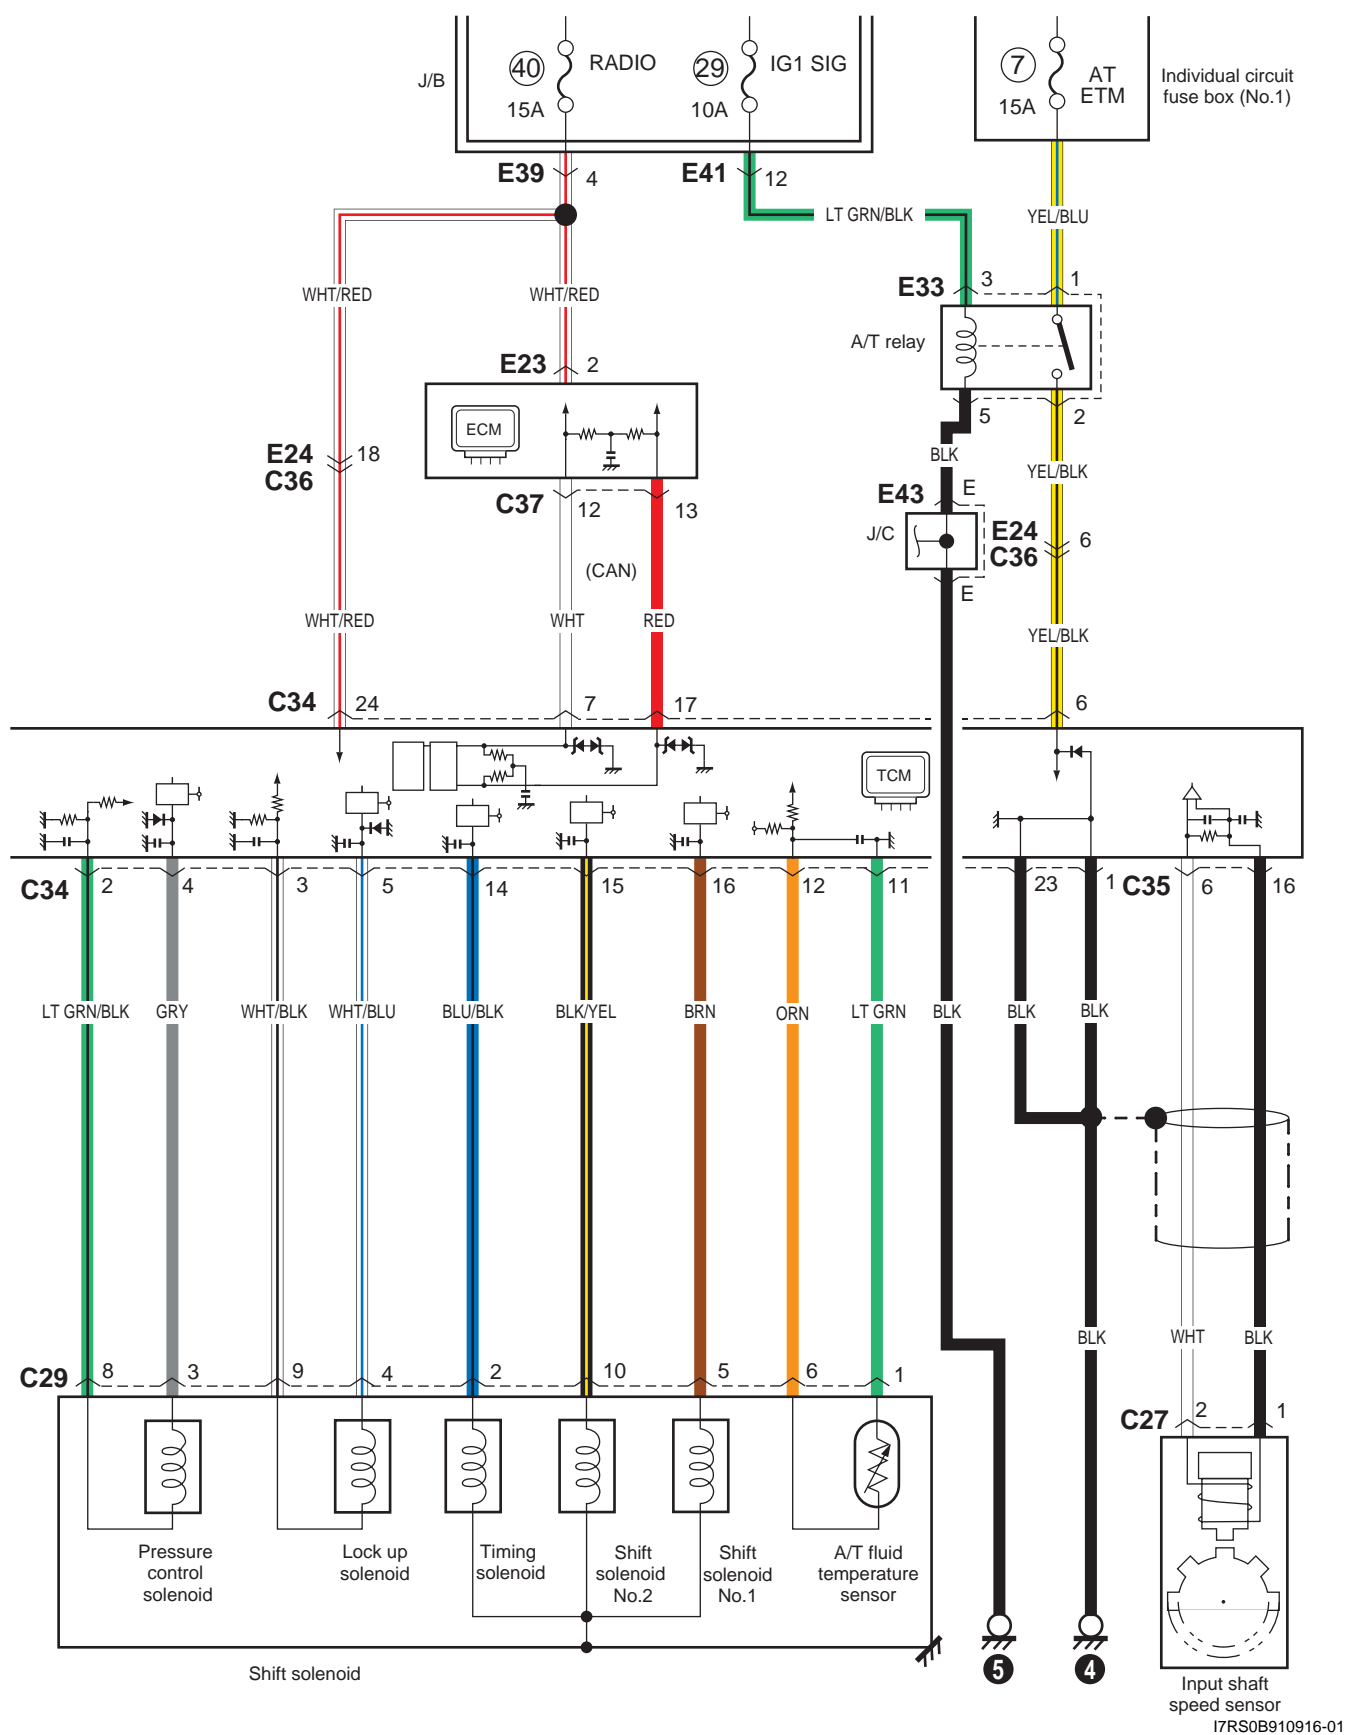 40 RADIO 29 IG1 SIG 7 AT
J/B ETM Individual circuit
15A 10A 15A fuse box (No.1)
E39 4 E41 12
LT GRN/BLK YEL/BLU
WHT/RED WHT/RED E33 3 1
A/T relay
E23 2
5 2
ECM
E24 18 BLK
C36 YEL/BLK
C37 12 13 E43 E
J/C E24 6
C36
(CAN) E
WHT/RED WHT RED YEL/BLK
C34 24 7 17 6
TCM
C34 2 4 3 5 14 15 16 12 11 23 1 C35 6 16
LT GRN/BLK GRY WHT/BLK WHT/BLU BLU/BLK BLK/YEL BRN ORN LT GRN BLK BLK BLK
BLK WHT BLK
C29 8 3 9 4 2 10 5 6 1
C27 2 1
Pressure Lock up Timing Shift Shift A/T fluid
control solenoid solenoid solenoid solenoid temperature
solenoid No.2 No.1 sensor
5 4
Shift solenoid
Input shaft
speed sensor
I7RS0B910916-01